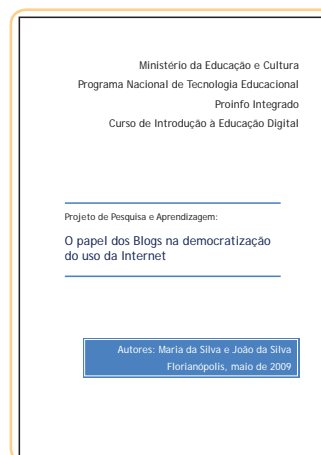 Ministério da Educação e Cultura
Programa Nacional de Tecnologia Educacional
Proinfo Integrado
Curso de Introdução à Educação Digital
Projeto de Pesquisa e Aprendizagem:
O papel dos Blogs na democratização
do uso da Internet
Autores: Maria da Silva e João da Silva
Florianópolis, maio de 2009